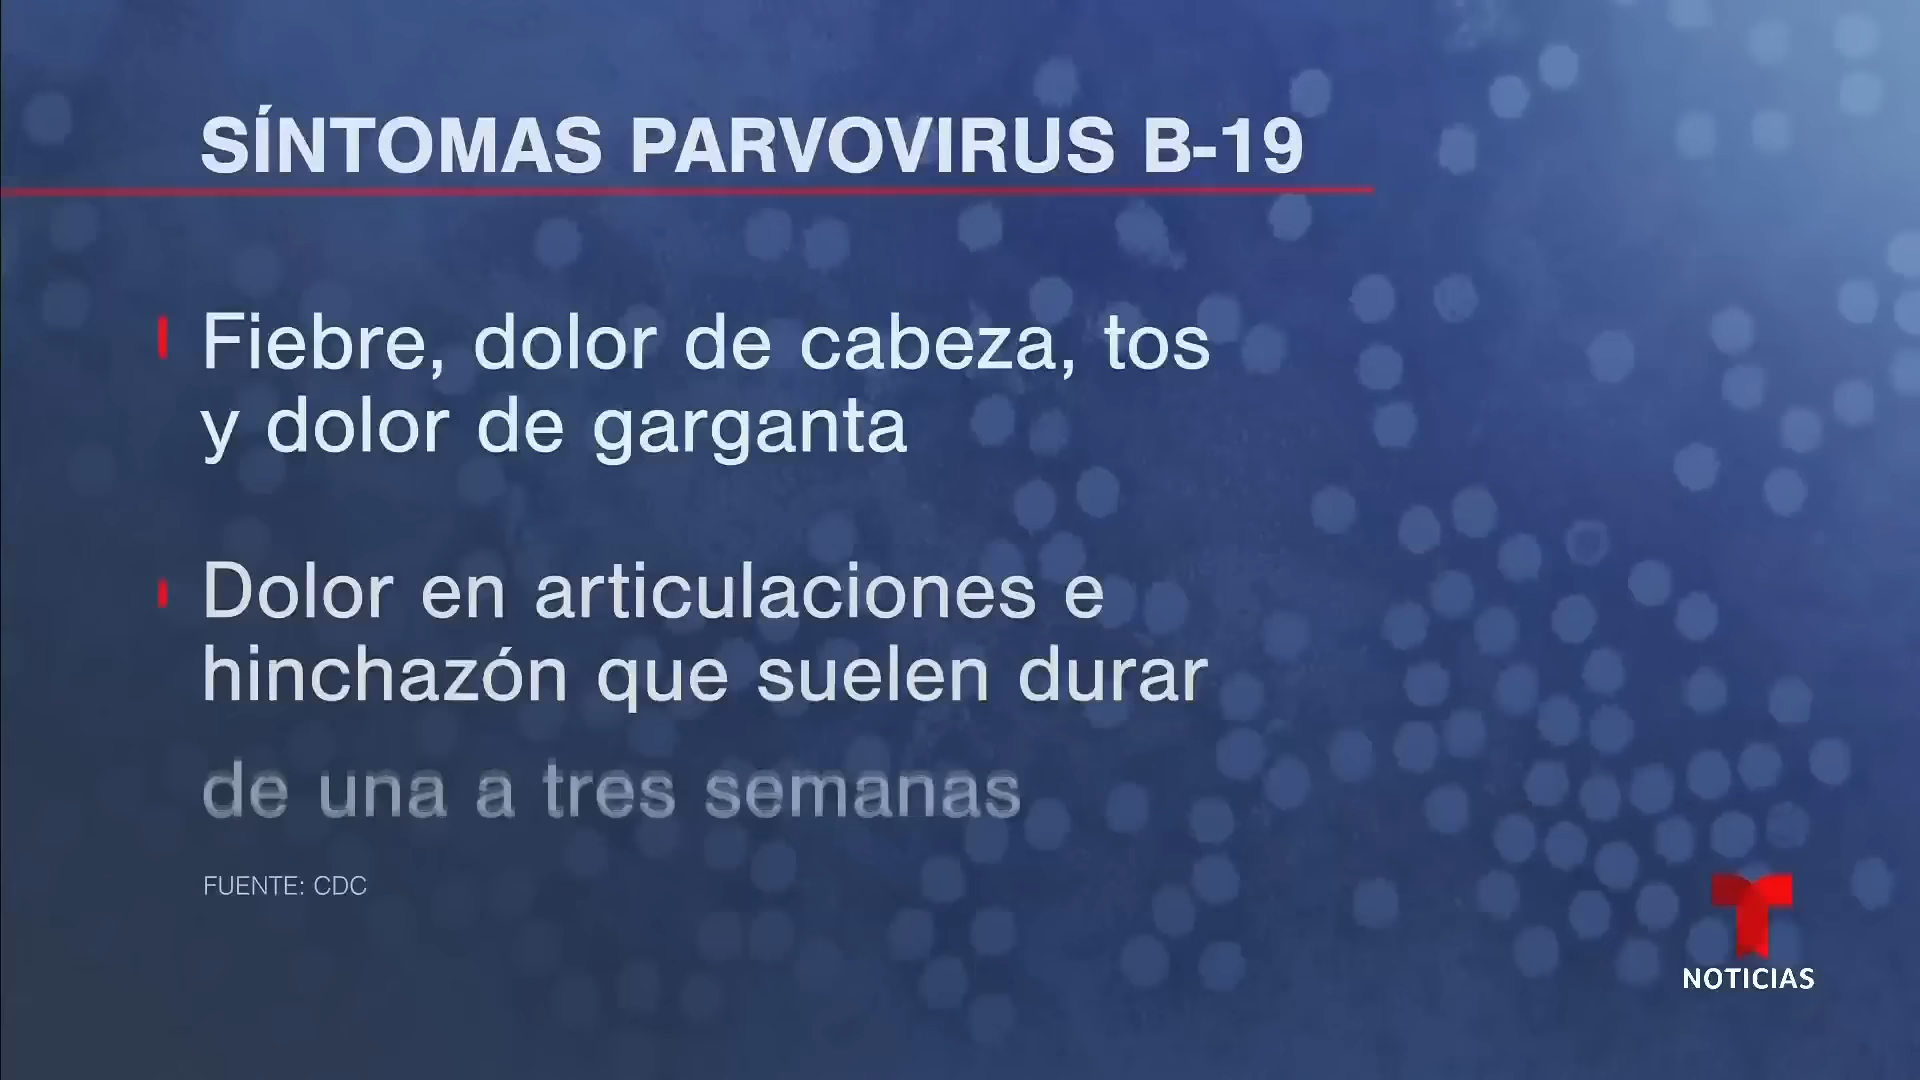 SÍNTOMAS PARVOVIRUS B-19
Fiebre, dolor de cabeza, tos
y dolor de garganta
Dolor en articulaciones e
hinchazón que suelen durar
de una a tres semanas
FUENTE: CDC
NOTICIAS